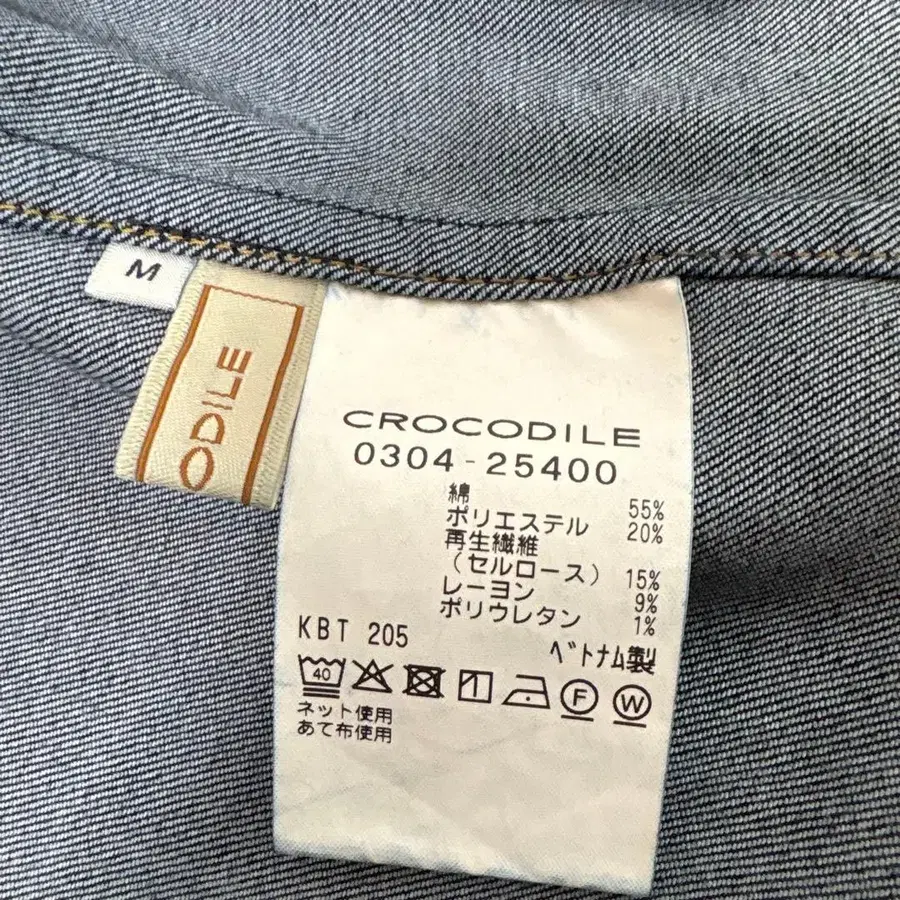 M
ODILE
CROCODILE
0304-25400
綿 55%
ポリエステル 20%
再生繊維
(セルロース) 15%
レーヨン 9%
ポリウレタン 1%
KBT 205
ベトナム製
40
F
W
ネット使用
あて布使用